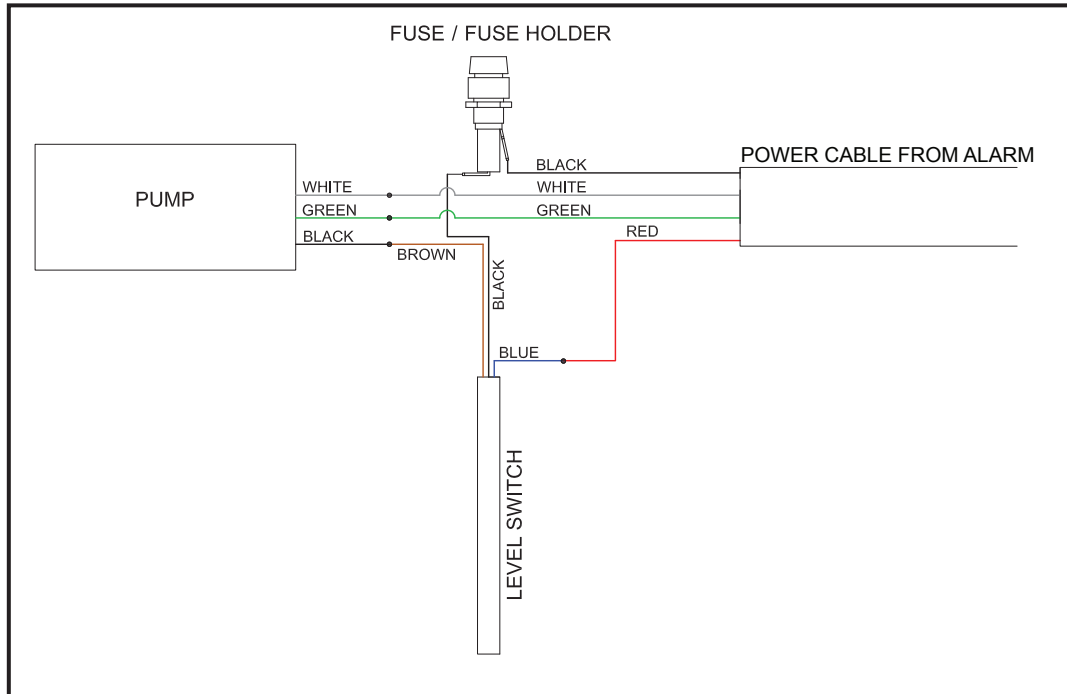 FUSE / FUSE HOLDER
POWER CABLE FROM ALARM
BLACK
PUMP
WHITE
WHITE
GREEN
GREEN
BLACK
RED
BROWN
BLACK
BLUE
LEVEL SWITCH